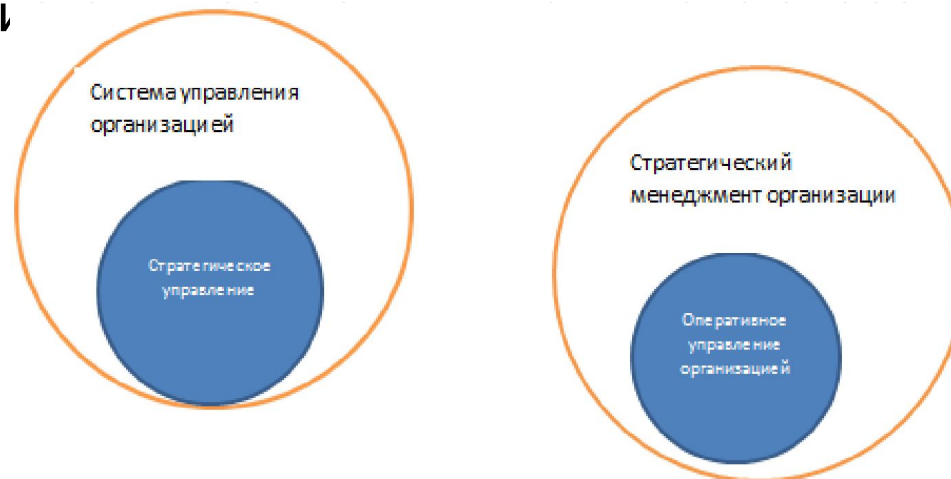 Система управления
организацией
Стратегическое
управление
Стратегический
менеджмент организации
Оперативное
управление
организацией